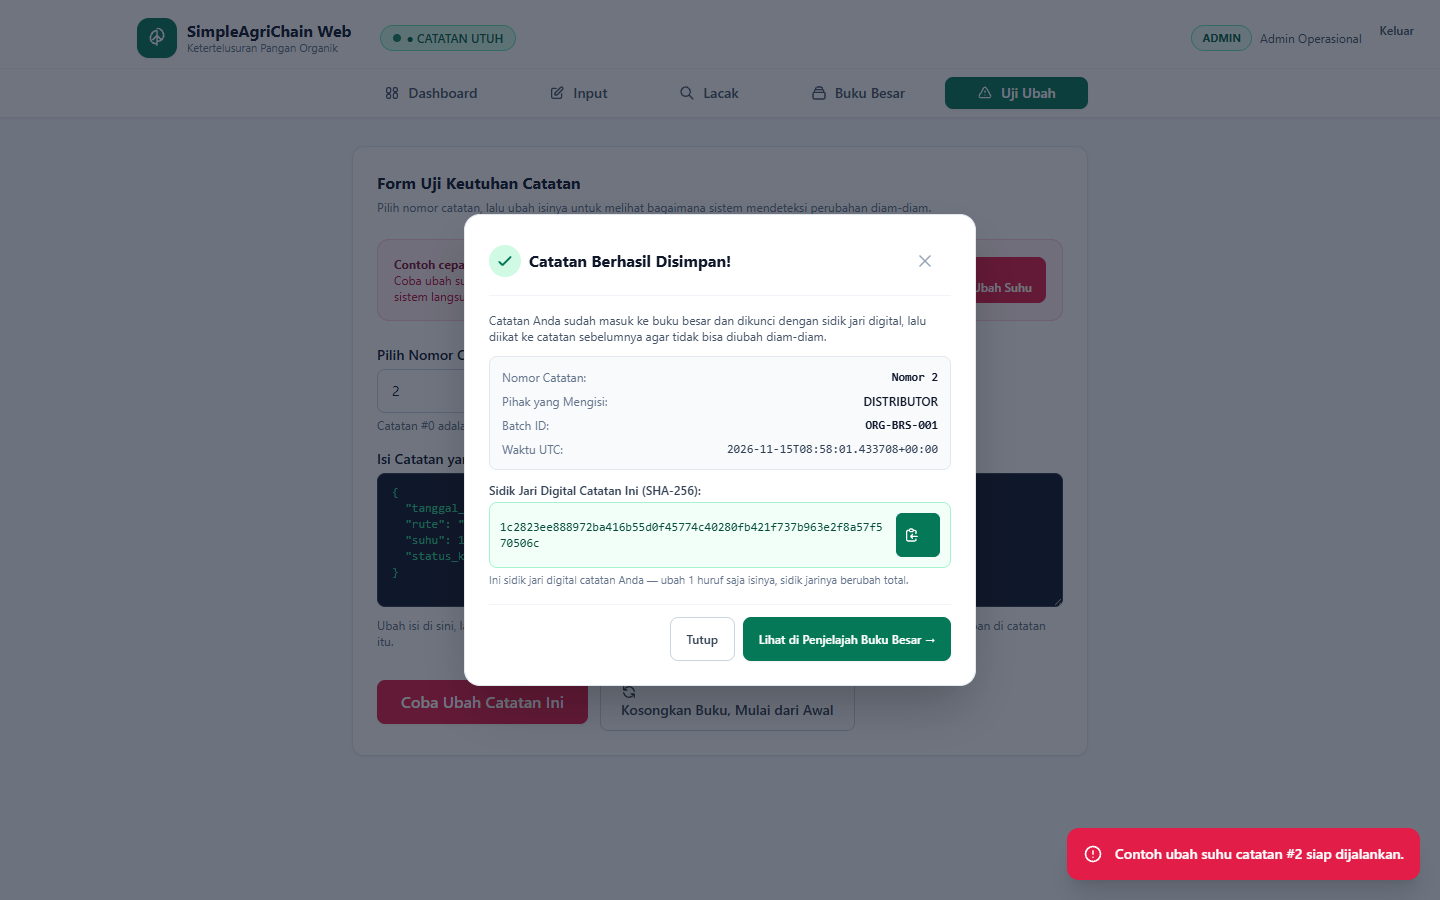 SimpleAgriChain Web
Ketertelusuran Pangan Organik
● CATATAN UTUH
ADMIN
Admin Operasional
Keluar
Dashboard
Input
Lacak
Buku Besar
Uji Ubah
Form Uji Keutuhan Catatan
Pilih nomor catatan, lalu ubah isinya untuk melihat bagaimana sistem mendeteksi perubahan diam-diam.
Contoh cepa
Coba ubah su
sistem langsu
Ubah Suhu
Pilih Nomor C
2
Catatan #0 adala
Isi Catatan yan
{
"tanggal_
"rute": "
"suhu": 1
"status_k
}
Ubah isi di sini, l
an di catatan
itu.
Coba Ubah Catatan Ini
Kosongkan Buku, Mulai dari Awal
Catatan Berhasil Disimpan!
Catatan Anda sudah masuk ke buku besar dan dikunci dengan sidik jari digital, lalu
diikat ke catatan sebelumnya agar tidak bisa diubah diam-diam.
Nomor Catatan: Nomor 2
Pihak yang Mengisi: DISTRIBUTOR
Batch ID: ORG-BRS-001
Waktu UTC: 2026-11-15T08:58:01.433708+00:00
Sidik Jari Digital Catatan Ini (SHA-256):
1c2823ee888972ba416b55d0f45774c40280fb421f737b963e2f8a57f5
70506c
Ini sidik jari digital catatan Anda — ubah 1 huruf saja isinya, sidik jarinya berubah total.
Tutup
Lihat di Penjelajah Buku Besar →
Contoh ubah suhu catatan #2 siap dijalankan.